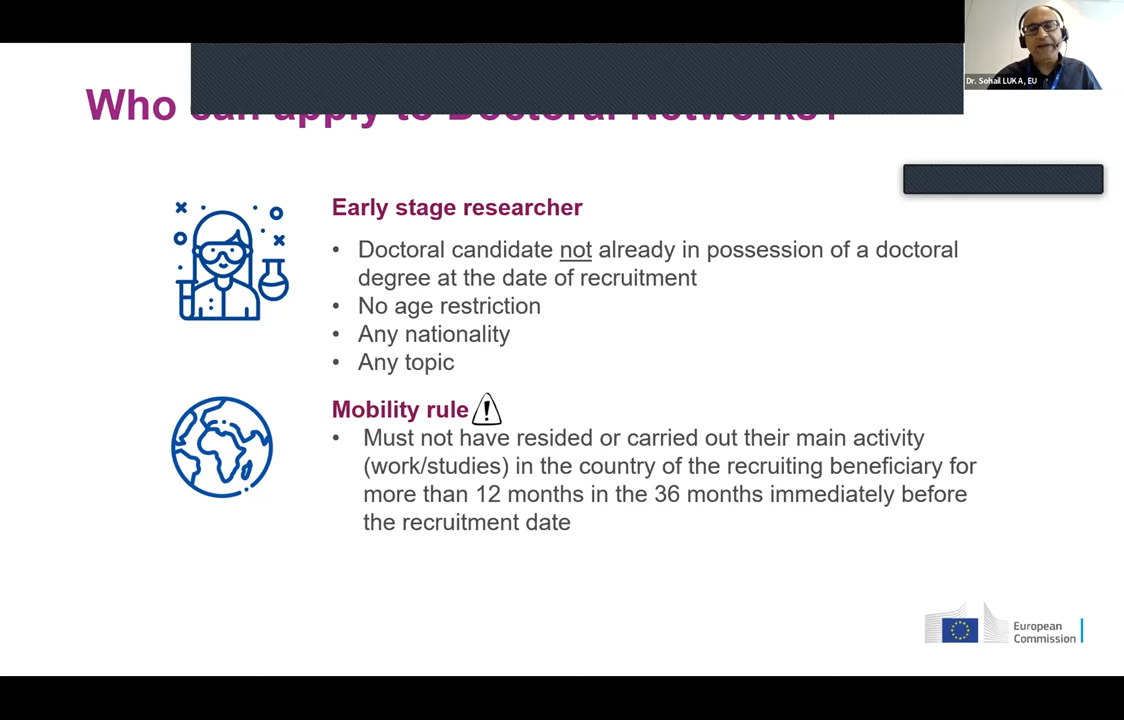 Dr. Sohail LUKA, EU
Who can apply to Doctoral Networks?
Early stage researcher
• Doctoral candidate not already in possession of a doctoral
degree at the date of recruitment
• No age restriction
• Any nationality
• Any topic
Mobility rule
• Must not have resided or carried out their main activity
(work/studies) in the country of the recruiting beneficiary for
more than 12 months in the 36 months immediately before
the recruitment date
European
Commission